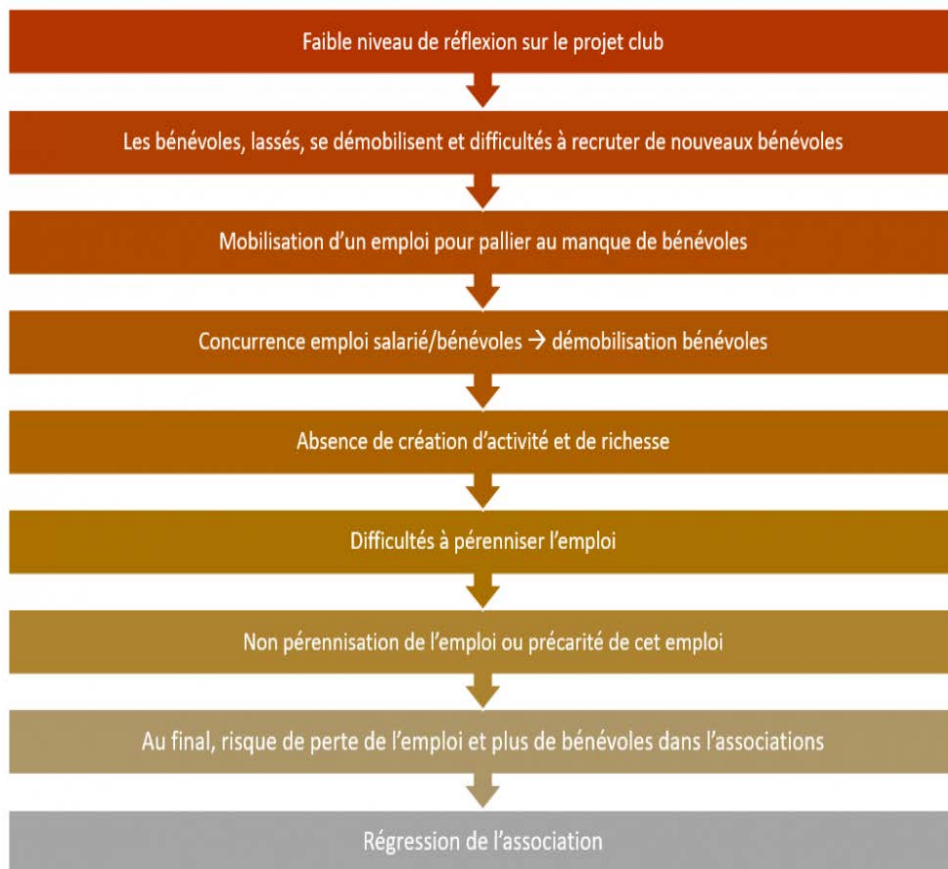 Faible niveau de réflexion sur le projet club
Les bénévoles, lassés, se démobilisent et difficultés à recruter de nouveaux bénévoles
Mobilisation d’un emploi pour pallier au manque de bénévoles
Concurrence emploi salarié/bénévoles → démobilisation bénévoles
Absence de création d’activité et de richesse
Difficultés à pérenniser l’emploi
Non pérennisation de l’emploi ou précarité de cet emploi
Au final, risque de perte de l’emploi et plus de bénévoles dans l’associations
Régression de l’association